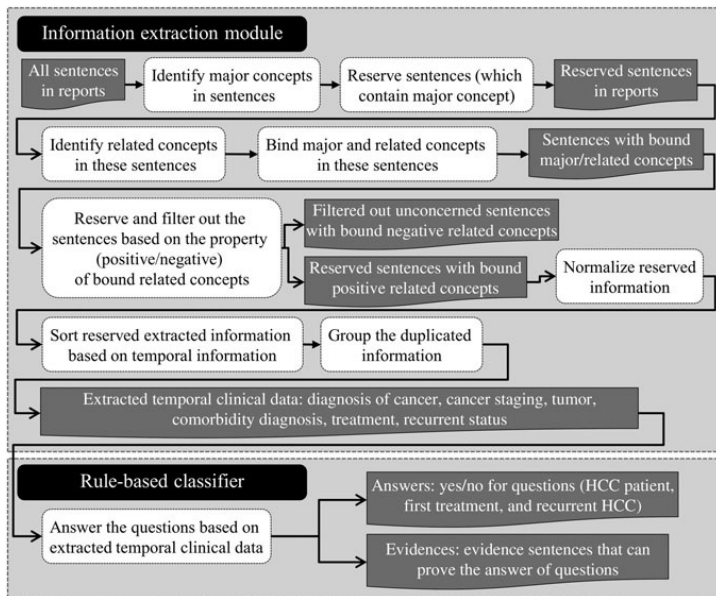 Information extraction module
All sentences in reports
Identify major concepts
in sentences
Reserve sentences (which
contain major concept)
Reserved sentences
in reports
Identify related concepts
in these sentences
Bind major and related concepts
in these sentences
Sentences with bound
major/related concepts
Reserve and filter out the
sentences based on the property
(positive/negative)
of bound related concepts
Filtered out unconcerned sentences
with bound negative related concepts
Reserved sentences with bound
positive related concepts
Normalize reserved
information
Sort reserved extracted information
based on temporal information
Group the duplicated
information
Extracted temporal clinical data: diagnosis of cancer, cancer staging, tumor,
comorbidity diagnosis, treatment, recurrent status
Rule-based classifier
Answer the questions based on
extracted temporal clinical data
Answers: yes/no for questions (HCC patient,
first treatment, and recurrent HCC)
Evidences: evidence sentences that can
prove the answer of questions